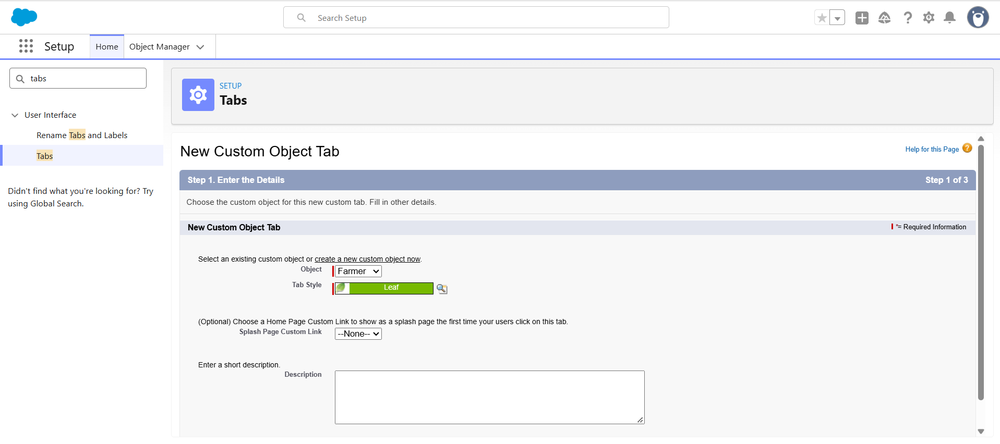 Search Setup
Setup
Home
Object Manager
tabs
User Interface
Rename Tabs and Labels
Tabs
Didn't find what you're looking for? Try
using Global Search.
SETUP
Tabs
New Custom Object Tab
Help for this Page ?
Step 1. Enter the Details
Step 1 of 3
Choose the custom object for this new custom tab. Fill in other details.
New Custom Object Tab
*= Required Information
Select an existing custom object or create a new custom object now.
Object
Farmer
Tab Style
Leaf
(Optional) Choose a Home Page Custom Link to show as a splash page the first time your users click on this tab.
Splash Page Custom Link
--None--
Enter a short description.
Description